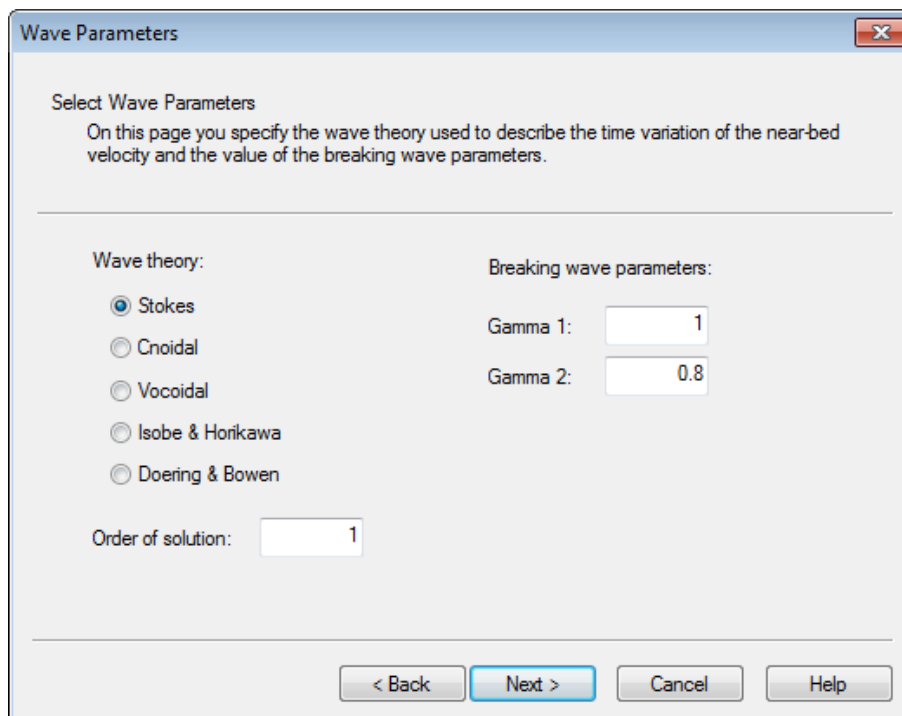 Wave Parameters
Select Wave Parameters
On this page you specify the wave theory used to describe the time variation of the near-bed
velocity and the value of the breaking wave parameters.
Wave theory:
Stokes
Cnoidal
Vocoidal
Isobe & Horikawa
Doering & Bowen
Order of solution: 1
Breaking wave parameters:
Gamma 1: 1
Gamma 2: 0.8
< Back
Next >
Cancel
Help